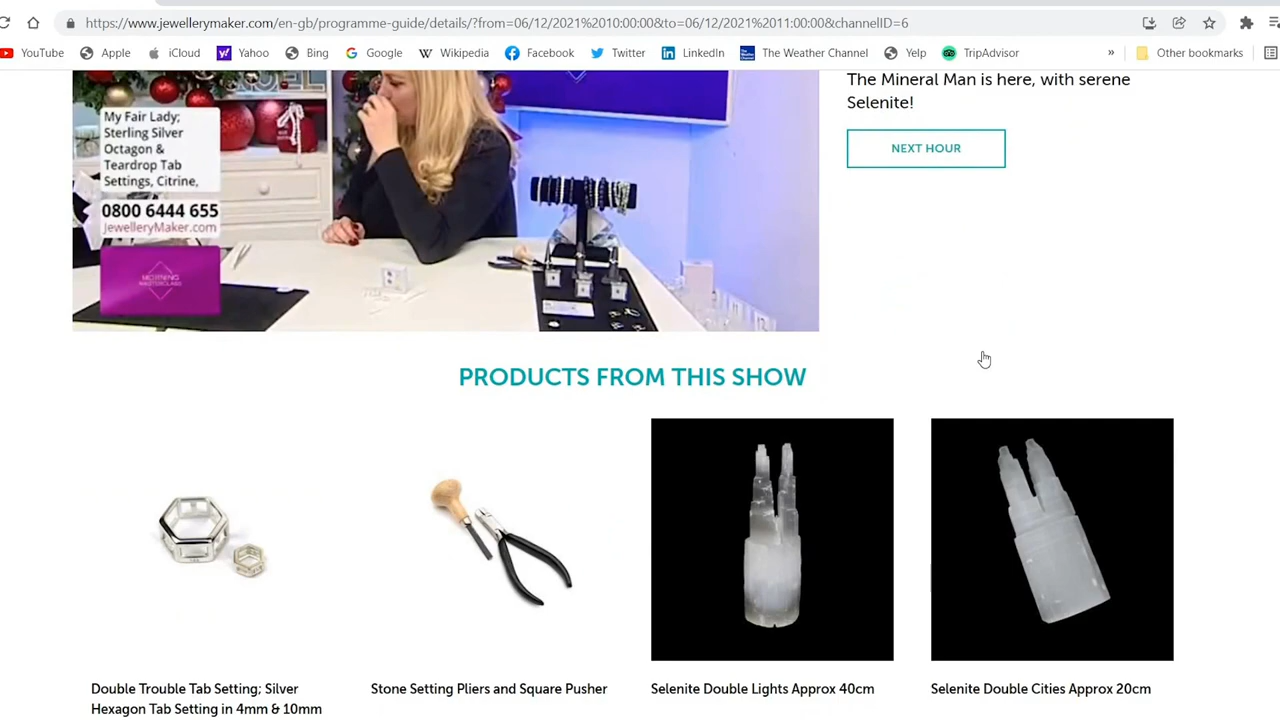 https://www.jewellerymaker.com/en-gb/programme-guide/details/?from=06/12/2021%2010:00:00&to=06/12/2021%2011:00:00&channelID=6
YouTube Apple iCloud Yahoo Bing Google Wikipedia Facebook Twitter LinkedIn The Weather Channel Yelp TripAdvisor » Other bookmarks
The Mineral Man is here, with serene
Selenite!
NEXT HOUR
NOEL
My Fair Lady;
Sterling Silver
Octagon &
Teardrop Tab
Settings, Citrine,
0800 6444 655
JewelleryMaker.com
MORNING
MASTERCLASS
PRODUCTS FROM THIS SHOW
Double Trouble Tab Setting; Silver
Hexagon Tab Setting in 4mm & 10mm
Stone Setting Pliers and Square Pusher
Selenite Double Lights Approx 40cm
Selenite Double Cities Approx 20cm